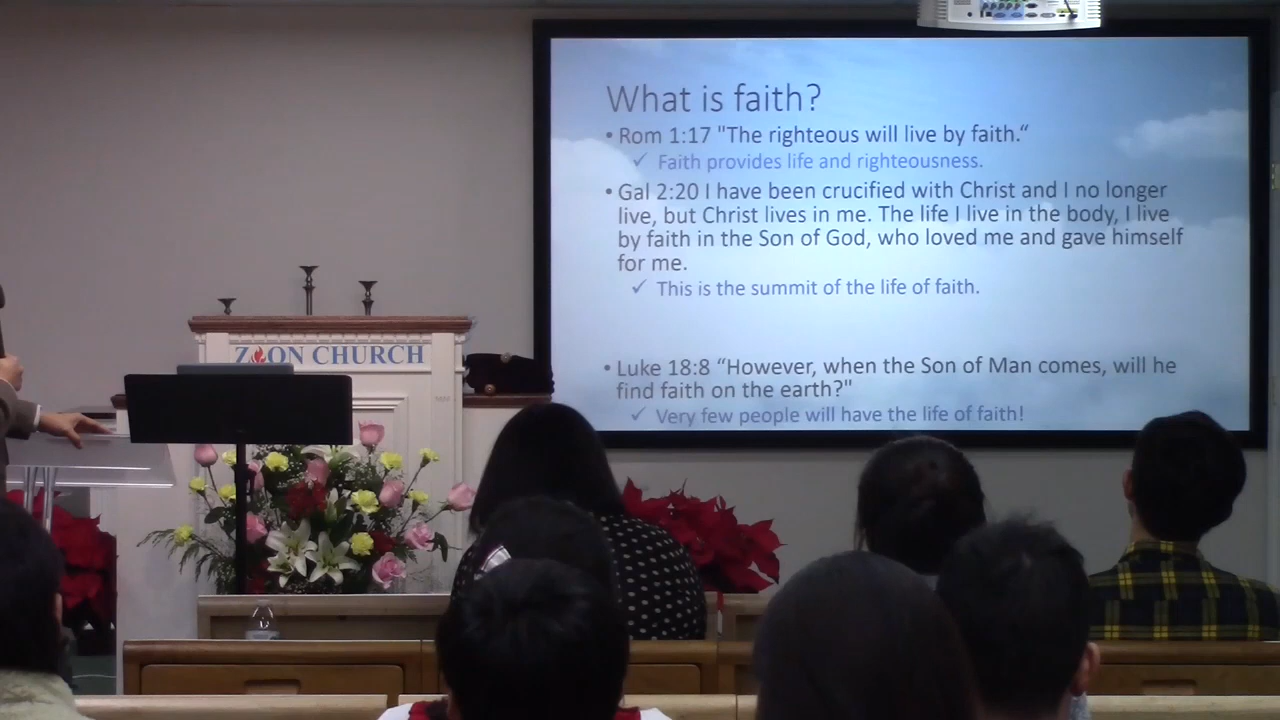 What is faith?
• Rom 1:17 "The righteous will live by faith.“
✓ Faith provides life and righteousness.
• Gal 2:20 I have been crucified with Christ and I no longer
live, but Christ lives in me. The life I live in the body, I live
by faith in the Son of God, who loved me and gave himself
for me.
✓ This is the summit of the life of faith.
• Luke 18:8 “However, when the Son of Man comes, will he
find faith on the earth?"
✓ Very few people will have the life of faith!
ZION CHURCH